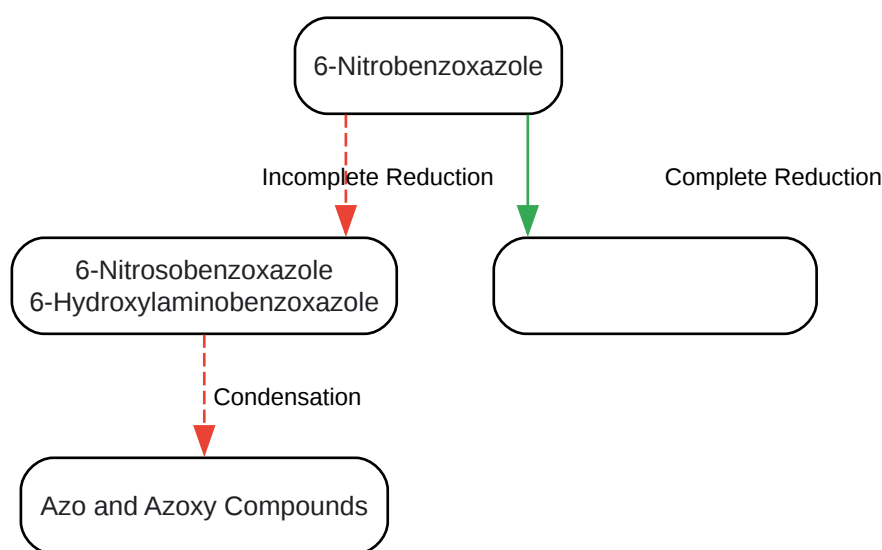 6-Nitrobenzoxazole
Incomplete Reduction
Complete Reduction
6-Nitrosobenzoxazole
6-Hydroxylaminobenzoxazole
Condensation
Azo and Azoxy Compounds